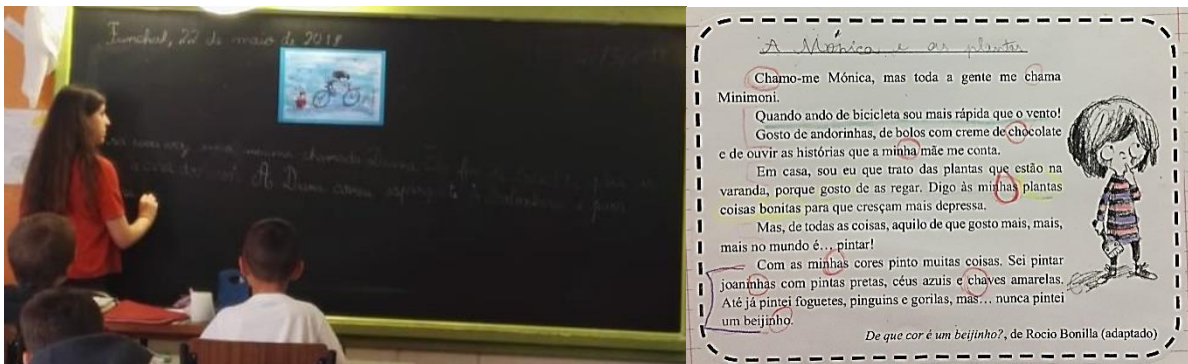 Funchal, 22 de maio de 2018
uma vez uma menina chamada
A
A Mónica e as plantas
Chamo-me Mónica, mas toda a gente me chama
Minimoni.
Quando ando de bicicleta sou mais rápida que o vento!
Gosto de andorinhas, de bolos com creme de chocolate
e de ouvir as histórias que a minha mãe me conta.
Em casa, sou eu que trato das plantas que estão na
varanda, porque gosto de as regar. Digo às minhas plantas
coisas bonitas para que cresçam mais depressa.
Mas, de todas as coisas, aquilo de que gosto mais, mais,
mais no mundo é… pintar!
Com as minhas cores pinto muitas coisas. Sei pintar
joaninhas com pintas pretas, céus azuis e chaves amarelas.
Até já pintei foguetes, pinguins e gorilas, mas… nunca pintei
um beijinho.
De que cor é um beijinho?, de Rocio Bonilla (adaptado)